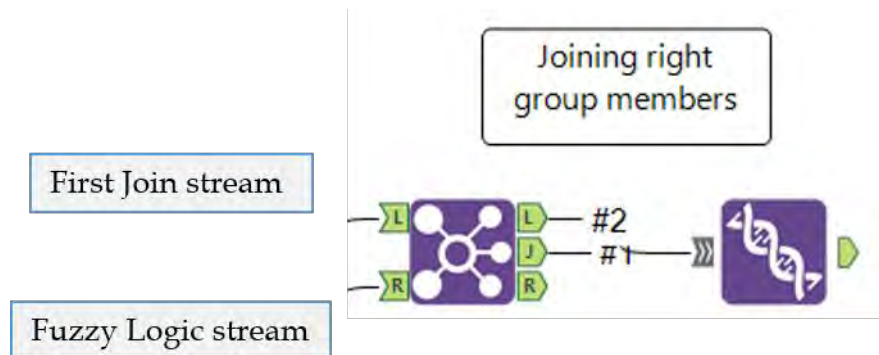 Joining right
group members
First Join stream
L
L
#2
J
#1
R
R
Fuzzy Logic stream